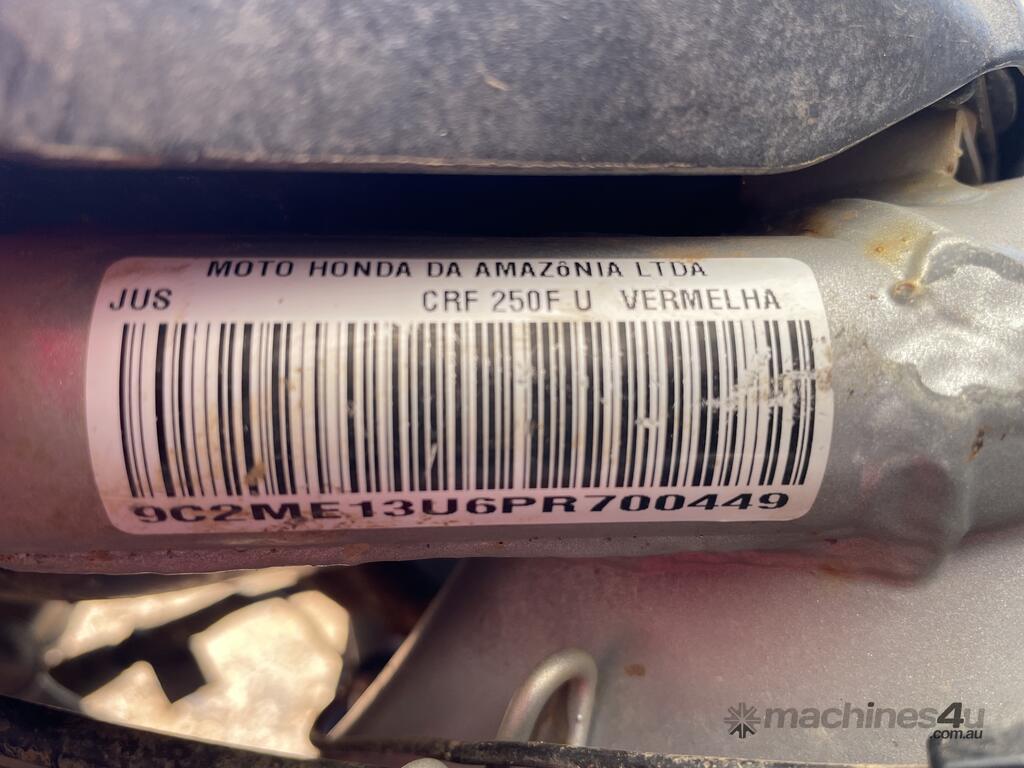 MOTO HONDA DA AMAZôNIA LTDA
JUS CRF 250F U VERMELHA
9C2ME13U6PR700449
machines4u
.com.au